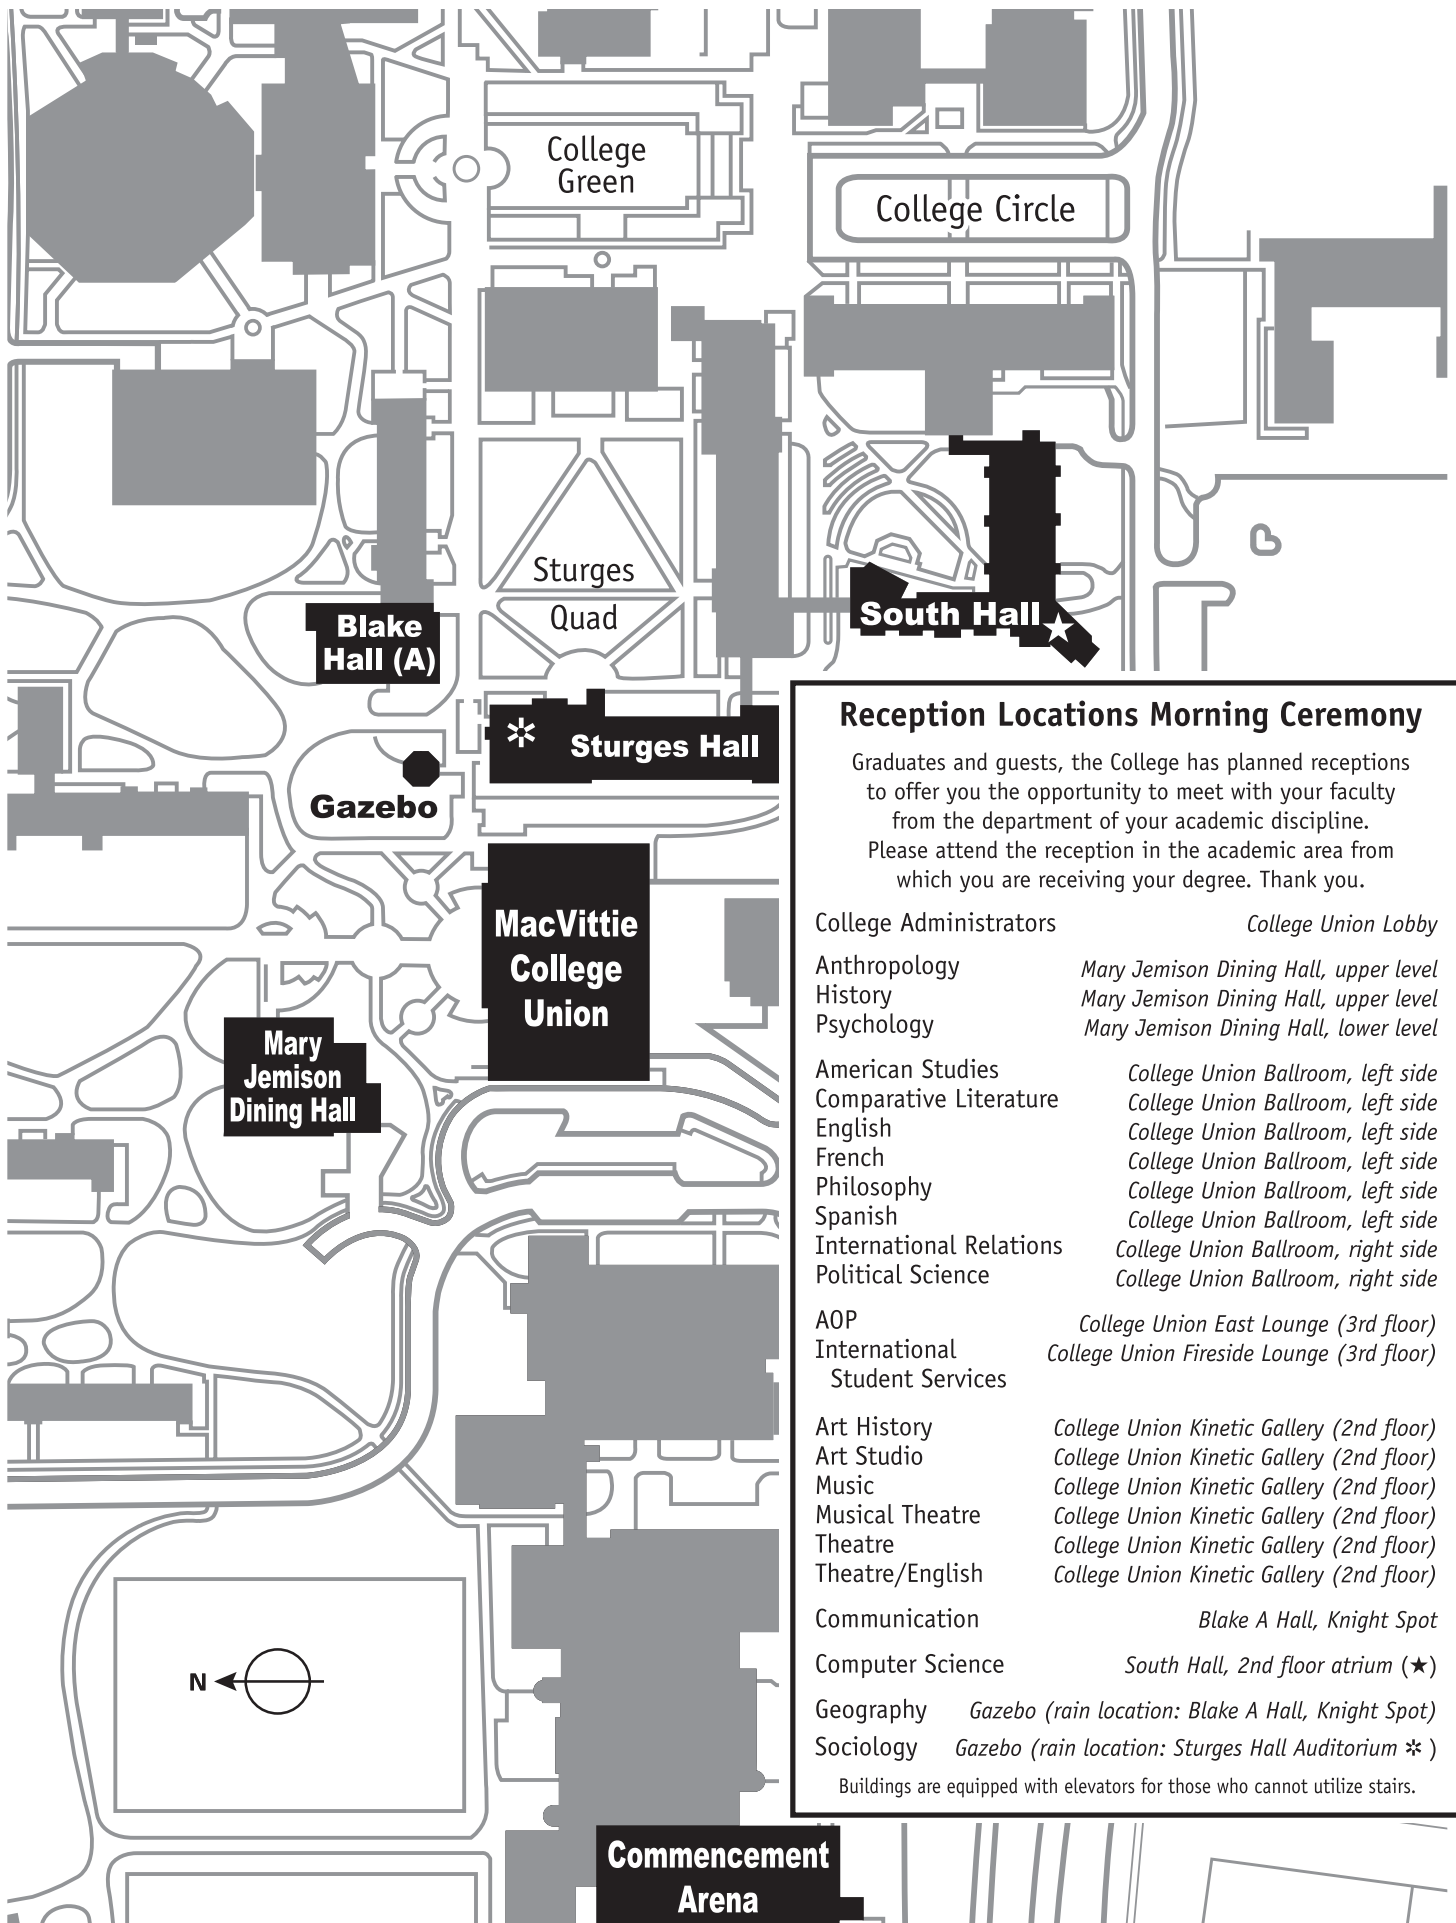 College
Green
College Circle
Sturges
Quad
Blake
Hall (A)
South Hall ★
✲ Sturges Hall
Gazebo
MacVittie
College
Union
Mary
Jemison
Dining Hall
N
Commencement
Arena
Reception Locations Morning Ceremony
Graduates and guests, the College has planned receptions
to offer you the opportunity to meet with your faculty
from the department of your academic discipline.
Please attend the reception in the academic area from
which you are receiving your degree. Thank you.
College Administrators College Union Lobby
Anthropology Mary Jemison Dining Hall, upper level
History Mary Jemison Dining Hall, upper level
Psychology Mary Jemison Dining Hall, lower level
American Studies College Union Ballroom, left side
Comparative Literature College Union Ballroom, left side
English College Union Ballroom, left side
French College Union Ballroom, left side
Philosophy College Union Ballroom, left side
Spanish College Union Ballroom, left side
International Relations College Union Ballroom, right side
Political Science College Union Ballroom, right side
AOP College Union East Lounge (3rd floor)
International College Union Fireside Lounge (3rd floor)
Student Services
Art History College Union Kinetic Gallery (2nd floor)
Art Studio College Union Kinetic Gallery (2nd floor)
Music College Union Kinetic Gallery (2nd floor)
Musical Theatre College Union Kinetic Gallery (2nd floor)
Theatre College Union Kinetic Gallery (2nd floor)
Theatre/English College Union Kinetic Gallery (2nd floor)
Communication Blake A Hall, Knight Spot
Computer Science South Hall, 2nd floor atrium (★)
Geography Gazebo (rain location: Blake A Hall, Knight Spot)
Sociology Gazebo (rain location: Sturges Hall Auditorium ✲ )
Buildings are equipped with elevators for those who cannot utilize stairs.